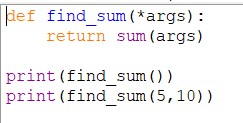 def find_sum(*args):
    return sum(args)
print(find_sum())
print(find_sum(5,10))